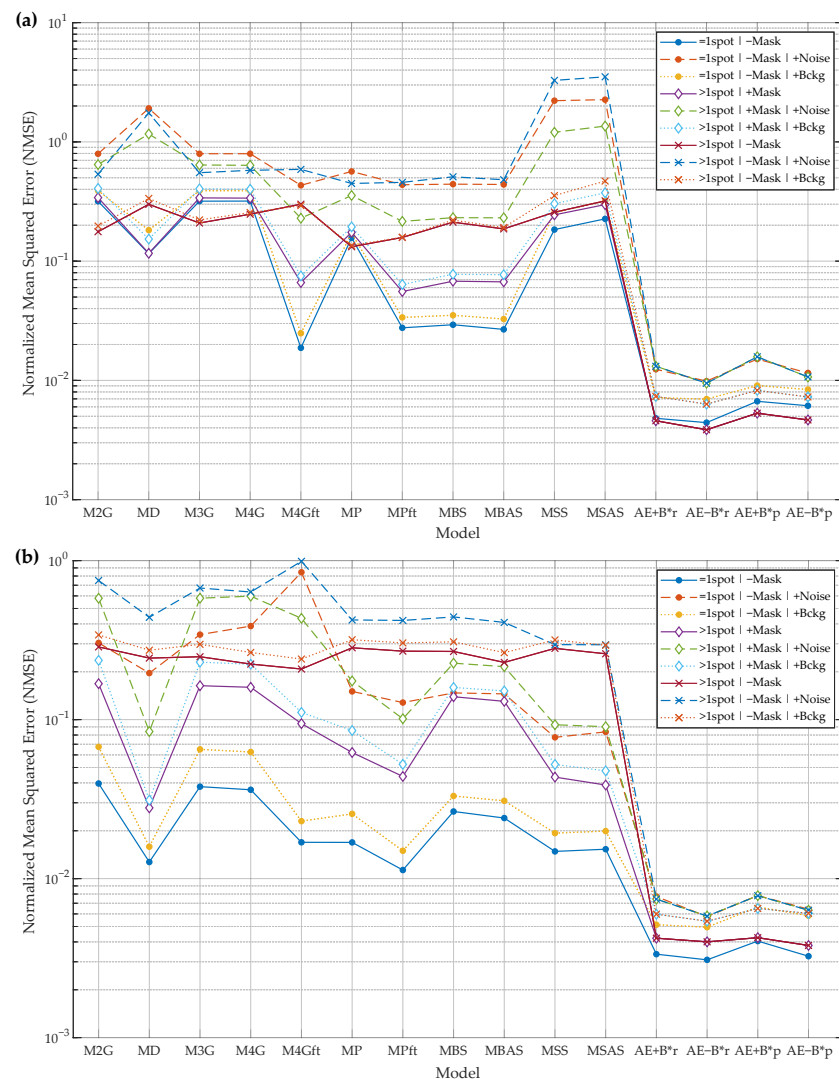 (a)
Normalized Mean Squared Error (NMSE)
10^1
10^0
10^-1
10^-2
10^-3
=1spot | −Mask
=1spot | −Mask | +Noise
=1spot | −Mask | +Bckg
>1spot | +Mask
>1spot | +Mask | +Noise
>1spot | +Mask | +Bckg
>1spot | −Mask
>1spot | −Mask | +Noise
>1spot | −Mask | +Bckg
M2G MD M3G M4G M4Gft MP MPft MBS MBAS MSS MSAS AE+B*r AE−B*r AE+B*p AE−B*p
Model
(b)
Normalized Mean Squared Error (NMSE)
10^0
10^-1
10^-2
10^-3
=1spot | −Mask
=1spot | −Mask | +Noise
=1spot | −Mask | +Bckg
>1spot | +Mask
>1spot | +Mask | +Noise
>1spot | +Mask | +Bckg
>1spot | −Mask
>1spot | −Mask | +Noise
>1spot | −Mask | +Bckg
M2G MD M3G M4G M4Gft MP MPft MBS MBAS MSS MSAS AE+B*r AE−B*r AE+B*p AE−B*p
Model